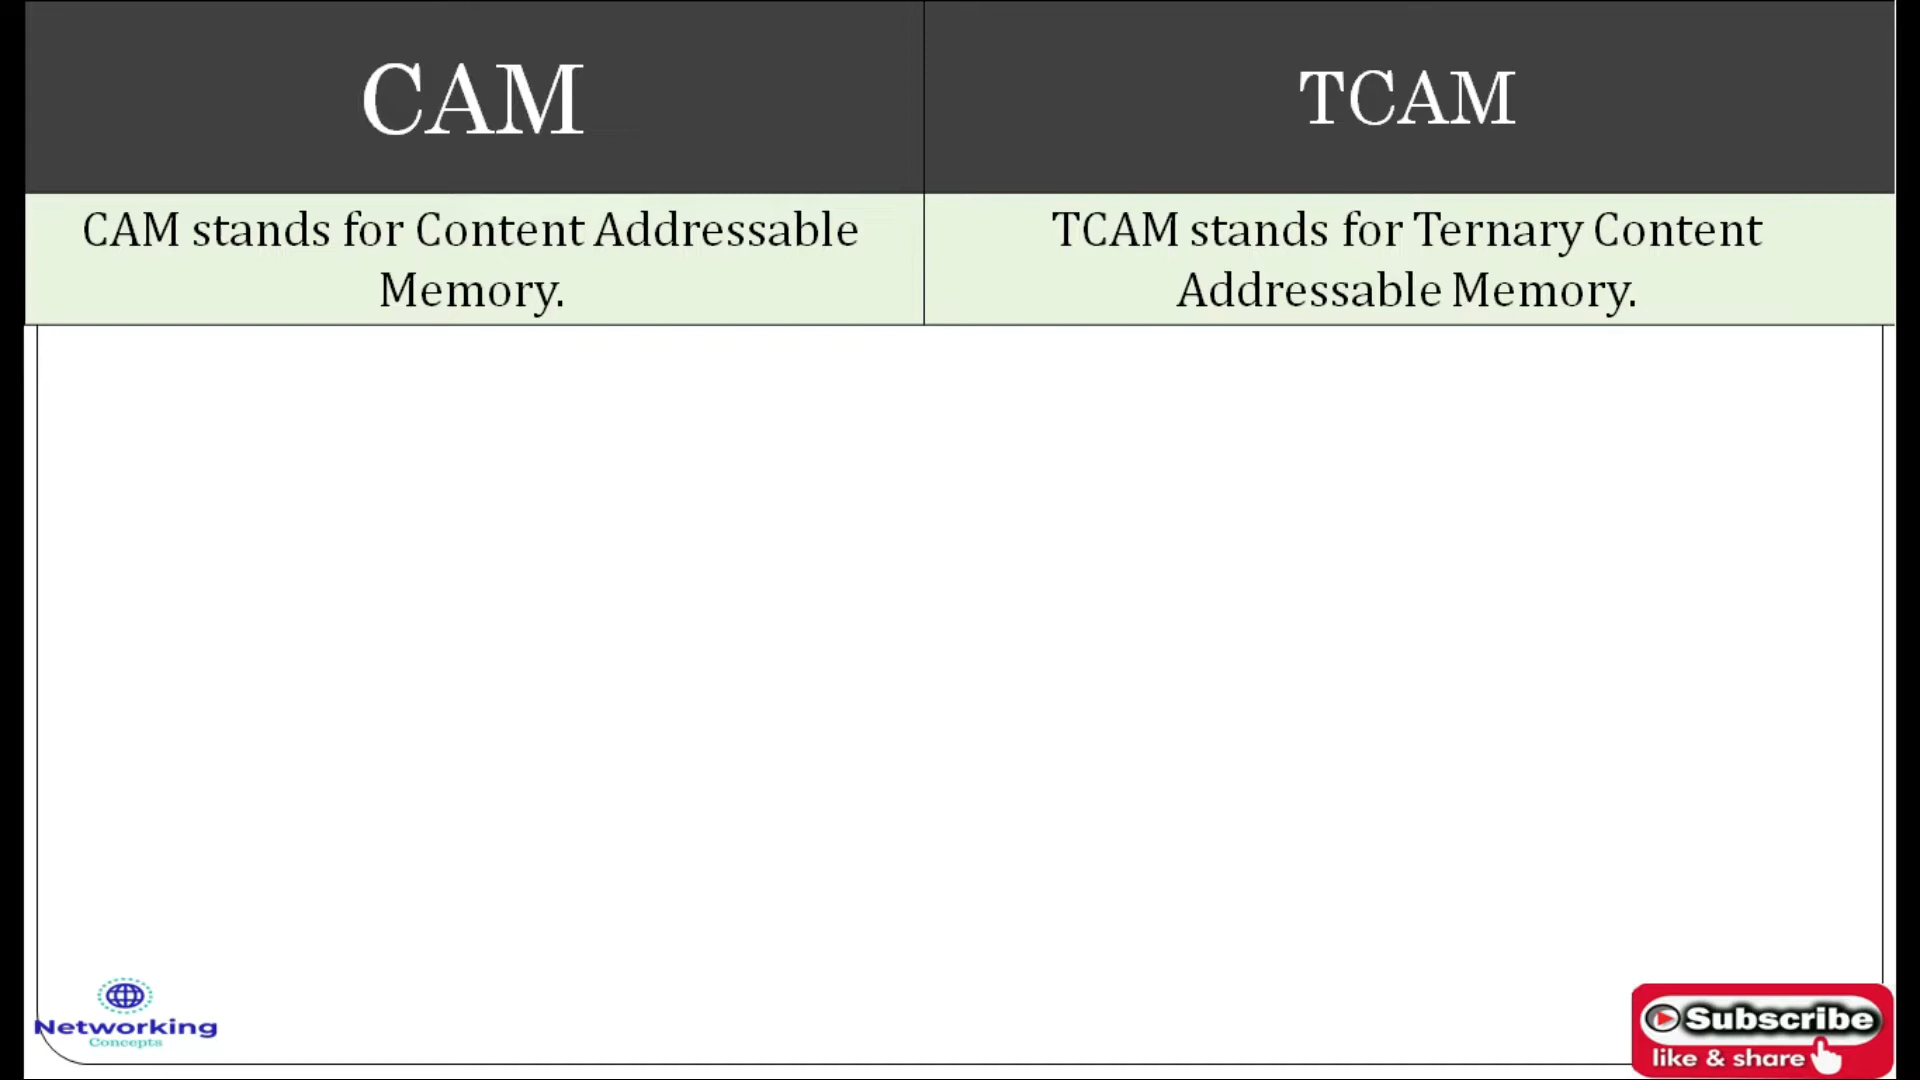 CAM
TCAM
CAM stands for Content Addressable
Memory.
TCAM stands for Ternary Content
Addressable Memory.
Networking
Concepts
Subscribe
like & share